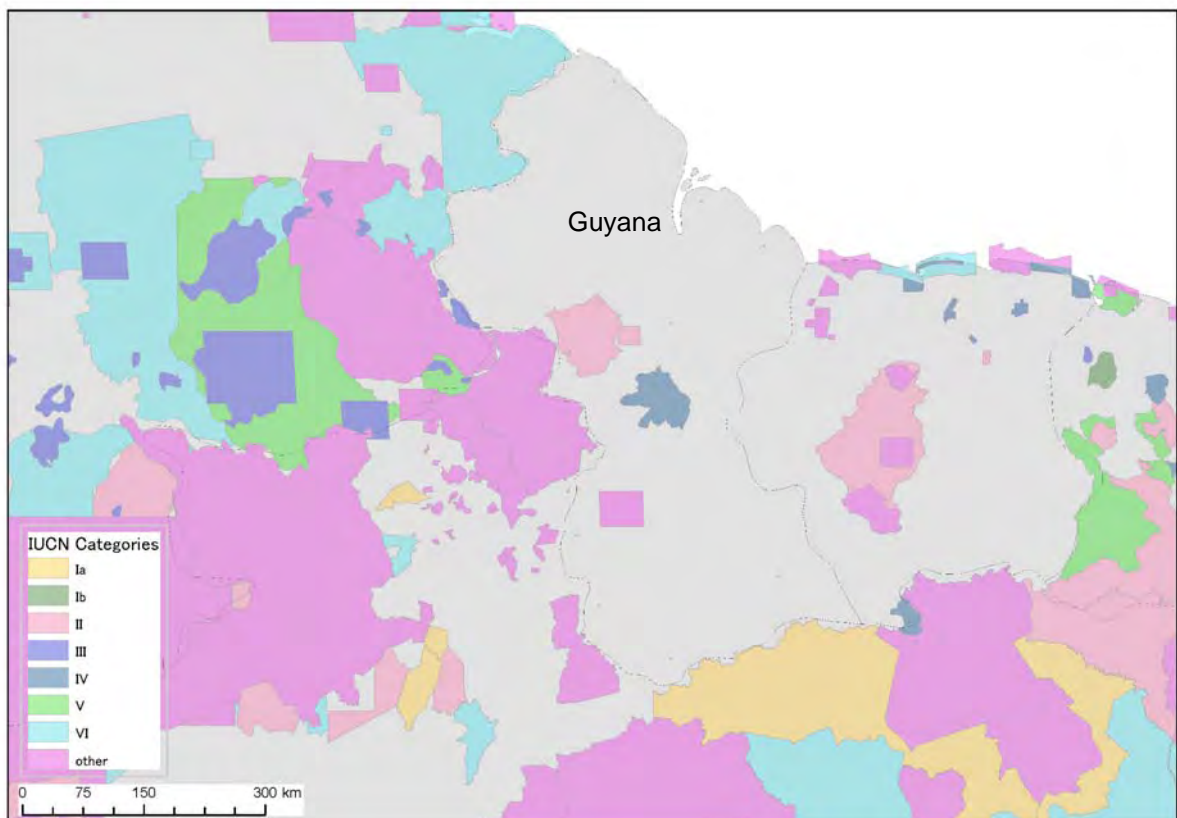 Guyana
IUCN Categories
Ia
Ib
II
III
IV
V
VI
other
0 75 150 300 km